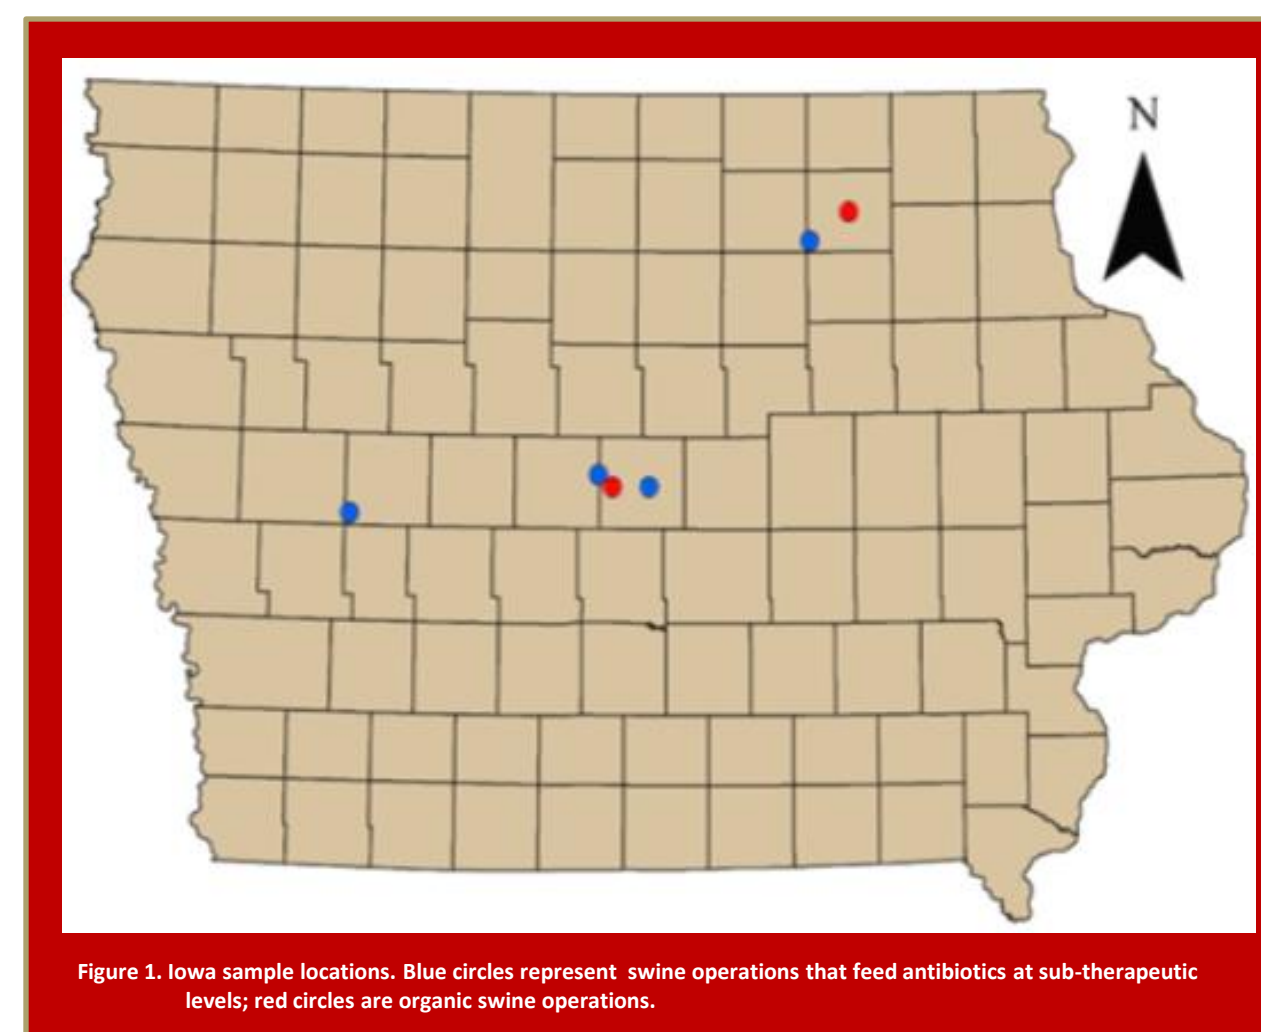 N
Figure 1. Iowa sample locations. Blue circles represent swine operations that feed antibiotics at sub-therapeutic
levels; red circles are organic swine operations.